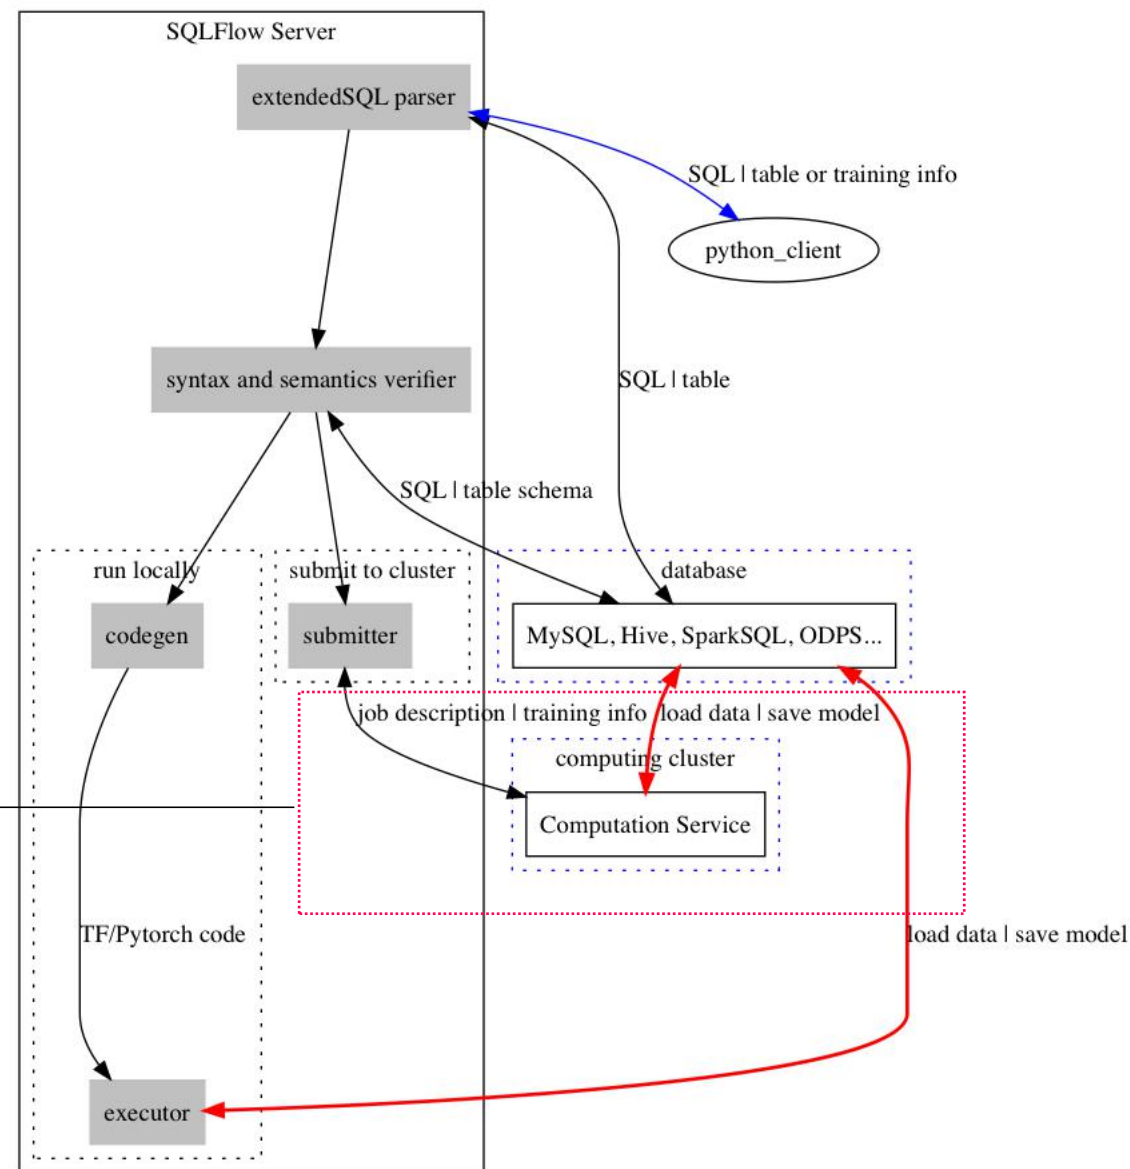 SQLFlow Server
extendedSQL parser
SQL | table or training info
python_client
syntax and semantics verifier
SQL | table
SQL | table schema
run locally
submit to cluster
database
codegen
submitter
MySQL, Hive, SparkSQL, ODPS...
job description | training info
load data | save model
computing cluster
Computation Service
TF/Pytorch code
load data | save model
executor